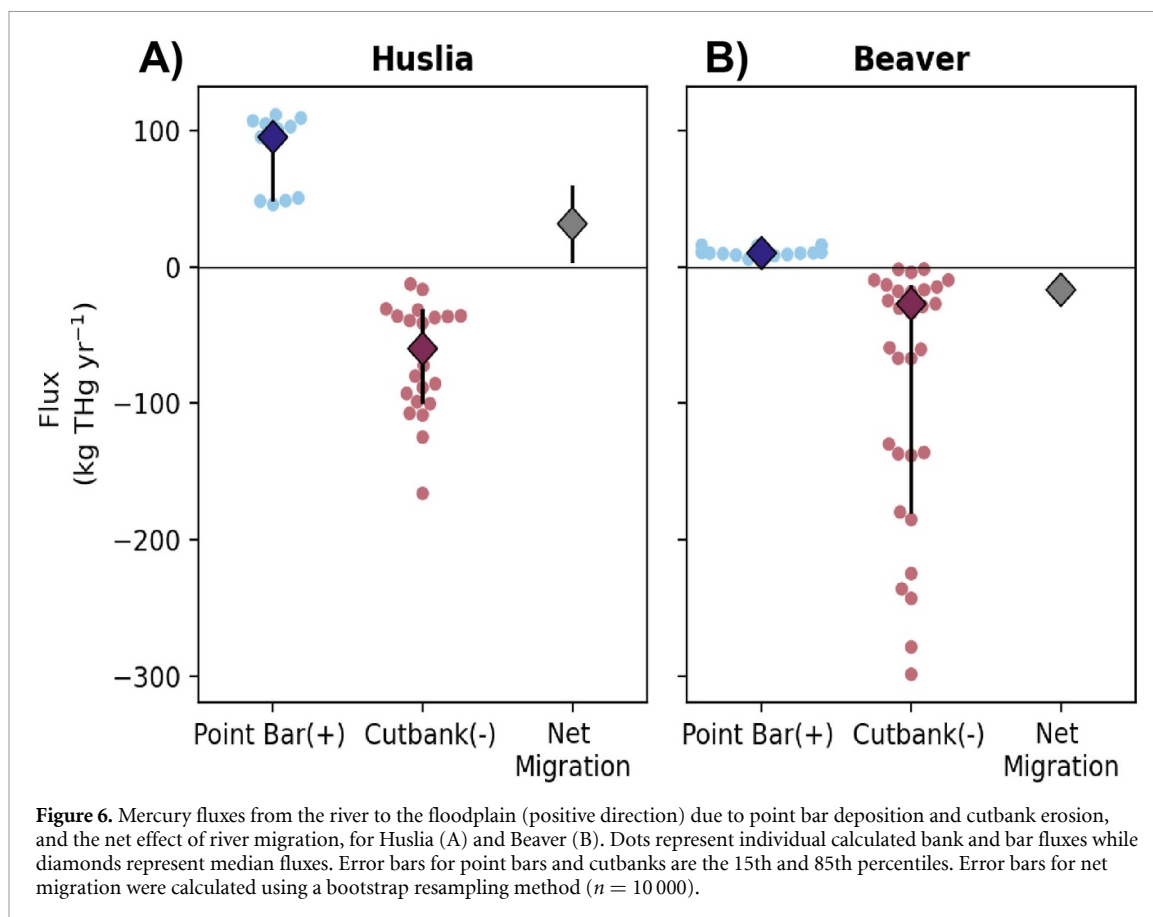 A)
Huslia
B)
Beaver
100
0
−100
−200
−300
Flux
(kg THg yr⁻¹)
Point Bar(+)
Cutbank(-)
Net
Migration
Point Bar(+)
Cutbank(-)
Net
Migration
Figure 6. Mercury fluxes from the river to the floodplain (positive direction) due to point bar deposition and cutbank erosion,
and the net effect of river migration, for Huslia (A) and Beaver (B). Dots represent individual calculated bank and bar fluxes while
diamonds represent median fluxes. Error bars for point bars and cutbanks are the 15th and 85th percentiles. Error bars for net
migration were calculated using a bootstrap resampling method (n = 10 000).